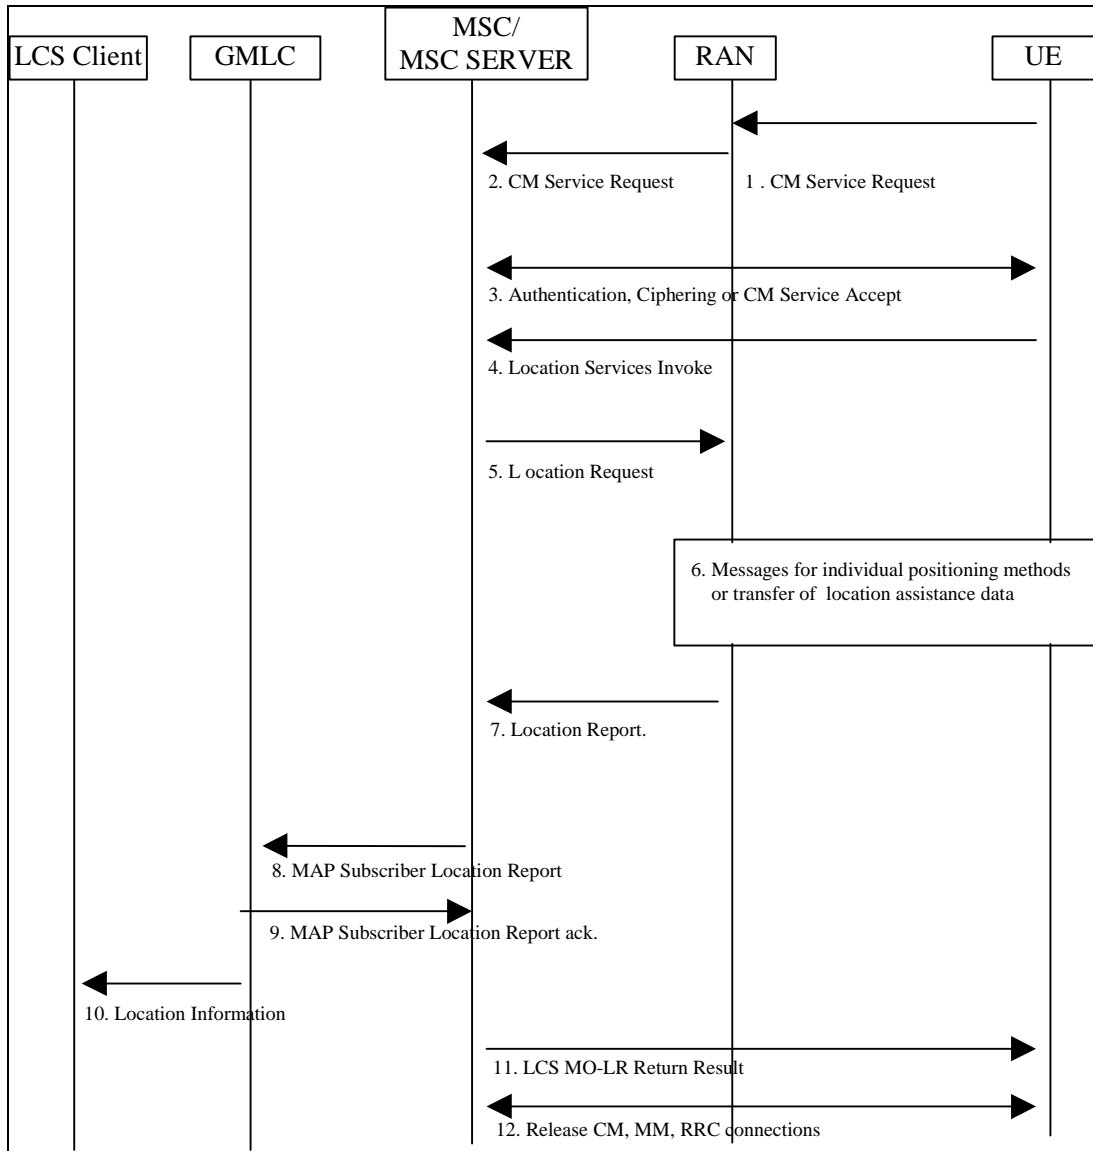 LCS Client
GMLC
MSC/
MSC SERVER
RAN
UE
2. CM Service Request
1 . CM Service Request
3. Authentication, Ciphering or CM Service Accept
4. Location Services Invoke
5. L ocation Request
6. Messages for individual positioning methods
or transfer of location assistance data
7. Location Report.
8. MAP Subscriber Location Report
9. MAP Subscriber Location Report ack.
10. Location Information
11. LCS MO-LR Return Result
12. Release CM, MM, RRC connections